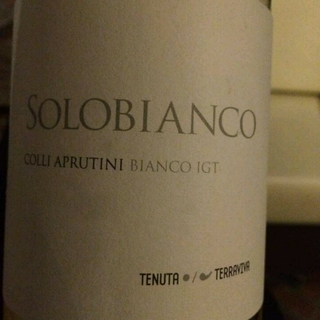 SOLOBIANCO
COLLI APRUTINI BIANCO IGT
TENUTA / TERRAVIVA